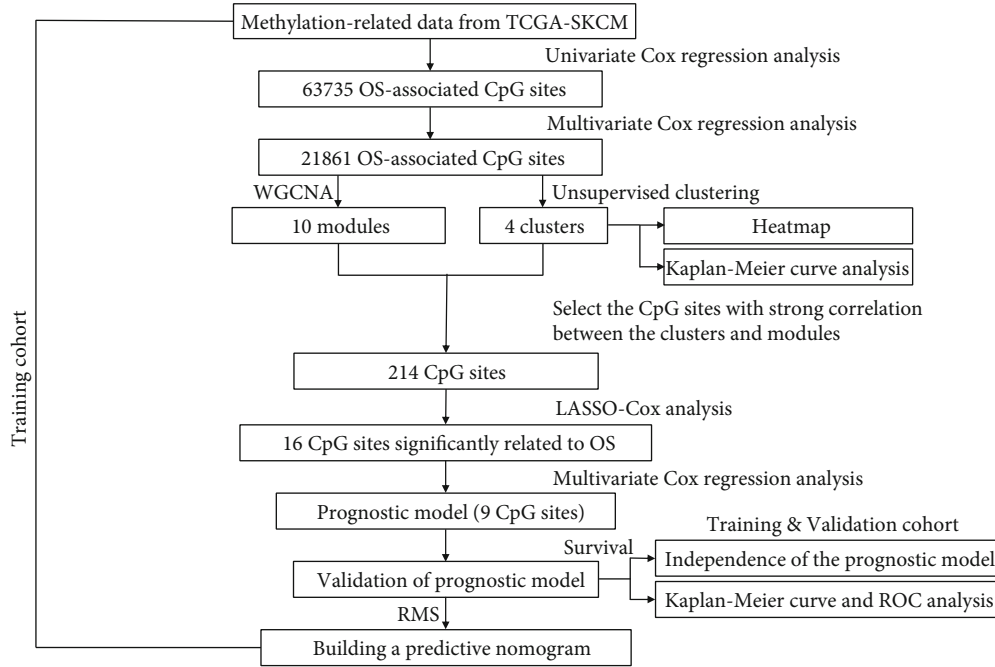 Methylation-related data from TCGA-SKCM
Univariate Cox regression analysis
63735 OS-associated CpG sites
Multivariate Cox regression analysis
21861 OS-associated CpG sites
WGCNA
Unsupervised clustering
10 modules
4 clusters
Heatmap
Kaplan-Meier curve analysis
Select the CpG sites with strong correlation
between the clusters and modules
Training cohort
214 CpG sites
LASSO-Cox analysis
16 CpG sites significantly related to OS
Multivariate Cox regression analysis
Prognostic model (9 CpG sites)
Training & Validation cohort
Survival
Independence of the prognostic model
Validation of prognostic model
Kaplan-Meier curve and ROC analysis
RMS
Building a predictive nomogram